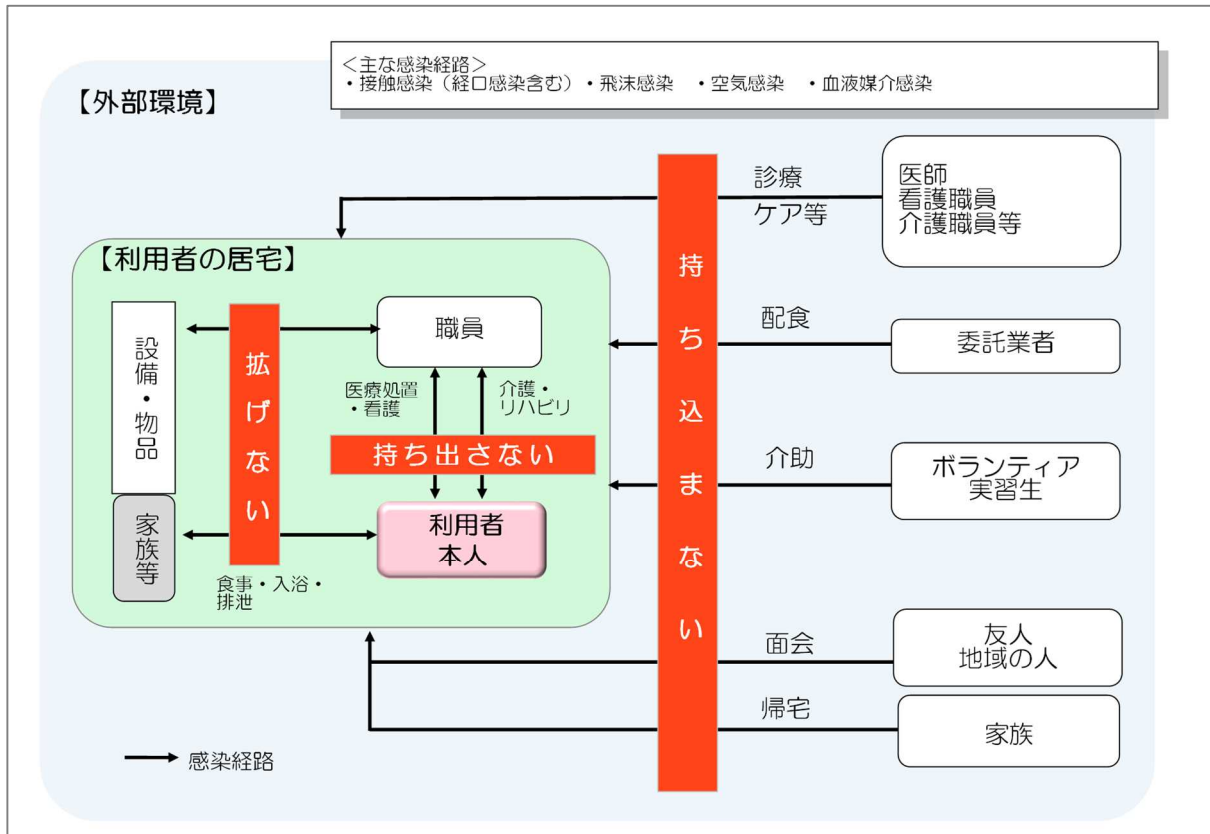 ＜主な感染経路＞
・接触感染（経口感染含む）・飛沫感染　・空気感染　・血液媒介感染
【外部環境】
診療
ケア等
医師
看護職員
介護職員等
【利用者の居宅】
設備・物品
家族等
拡げない
職員
医療処置
・看護
介護・
リハビリ
持ち出さない
利用者
本人
食事・入浴・
排泄
持ち込まない
配食
委託業者
介助
ボランティア
実習生
面会
友人
地域の人
帰宅
家族
感染経路